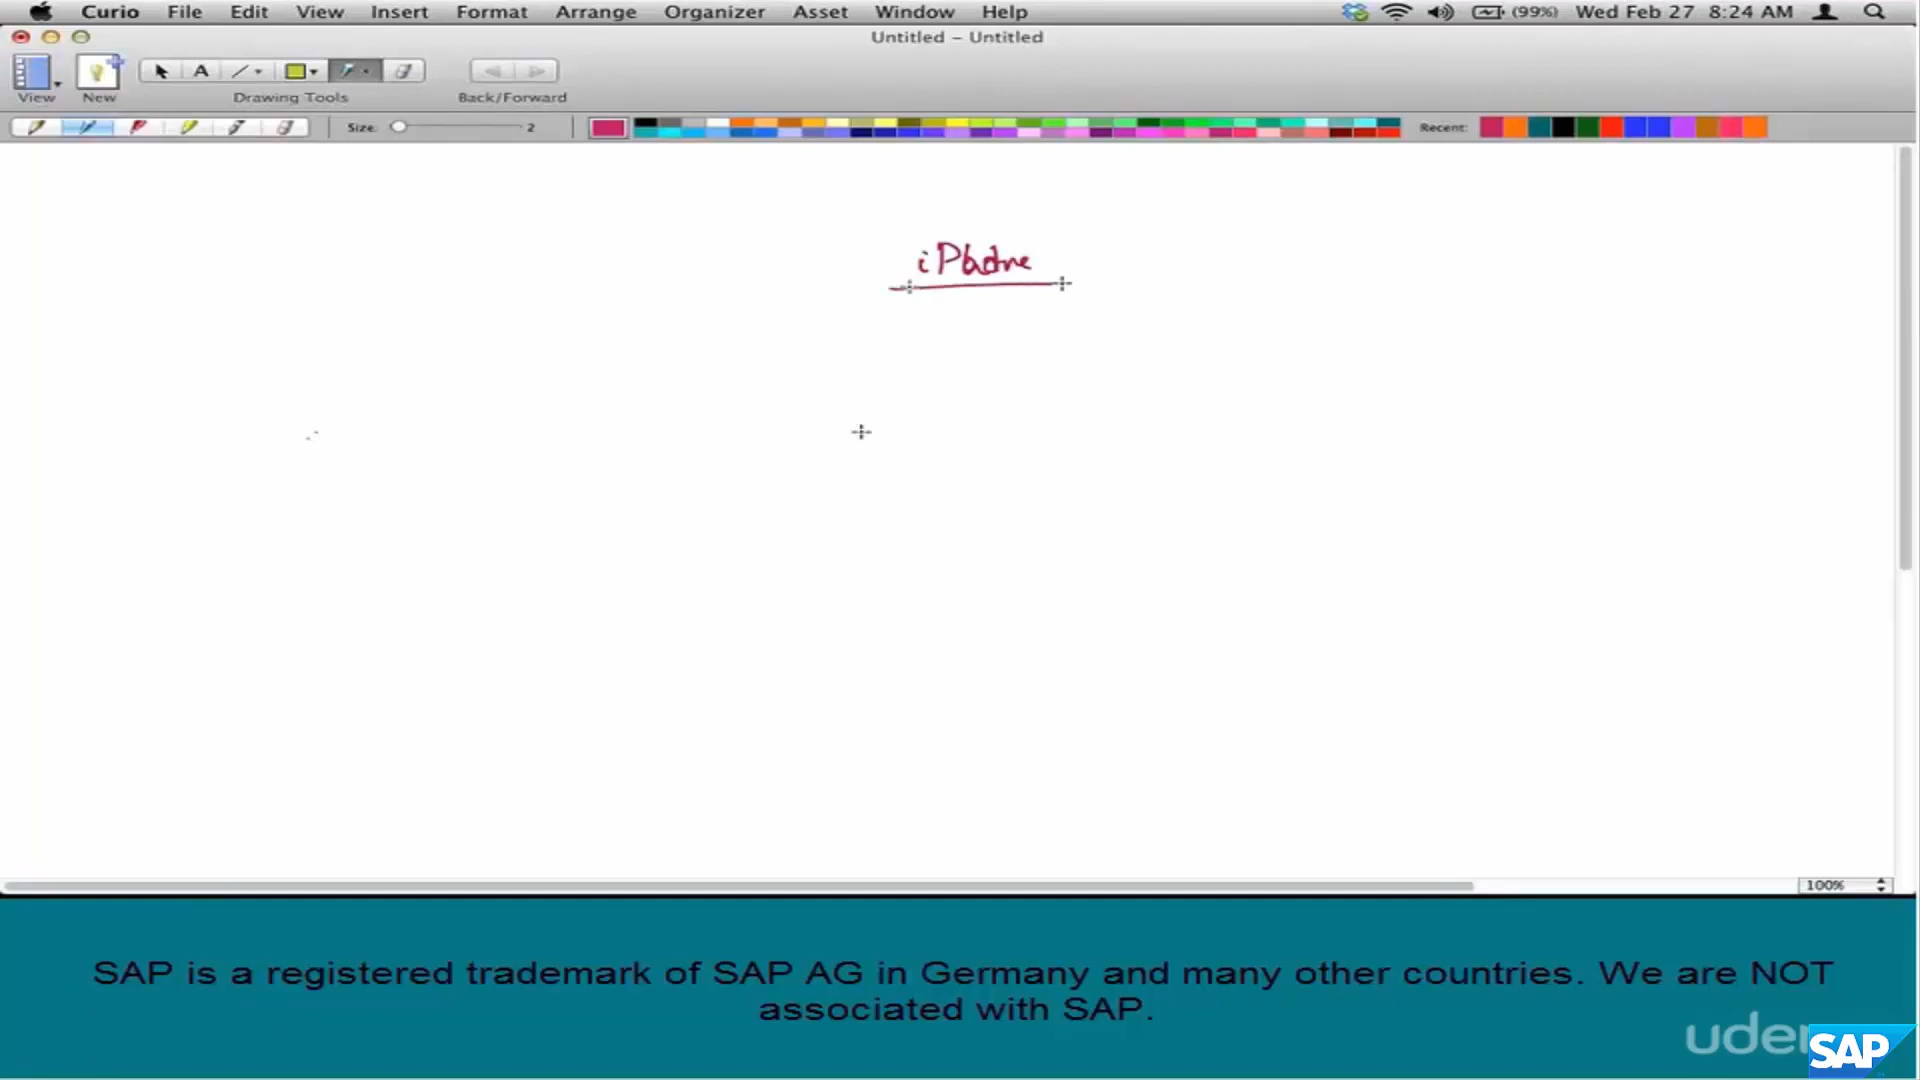 Curio File Edit View Insert Format Arrange Organizer Asset Window Help (99%) Wed Feb 27 8:24 AM
Untitled – Untitled
A
View New Drawing Tools Back/Forward
Size: 2 Recent:
100%
SAP is a registered trademark of SAP AG in Germany and many other countries. We are NOT
associated with SAP.
SAP